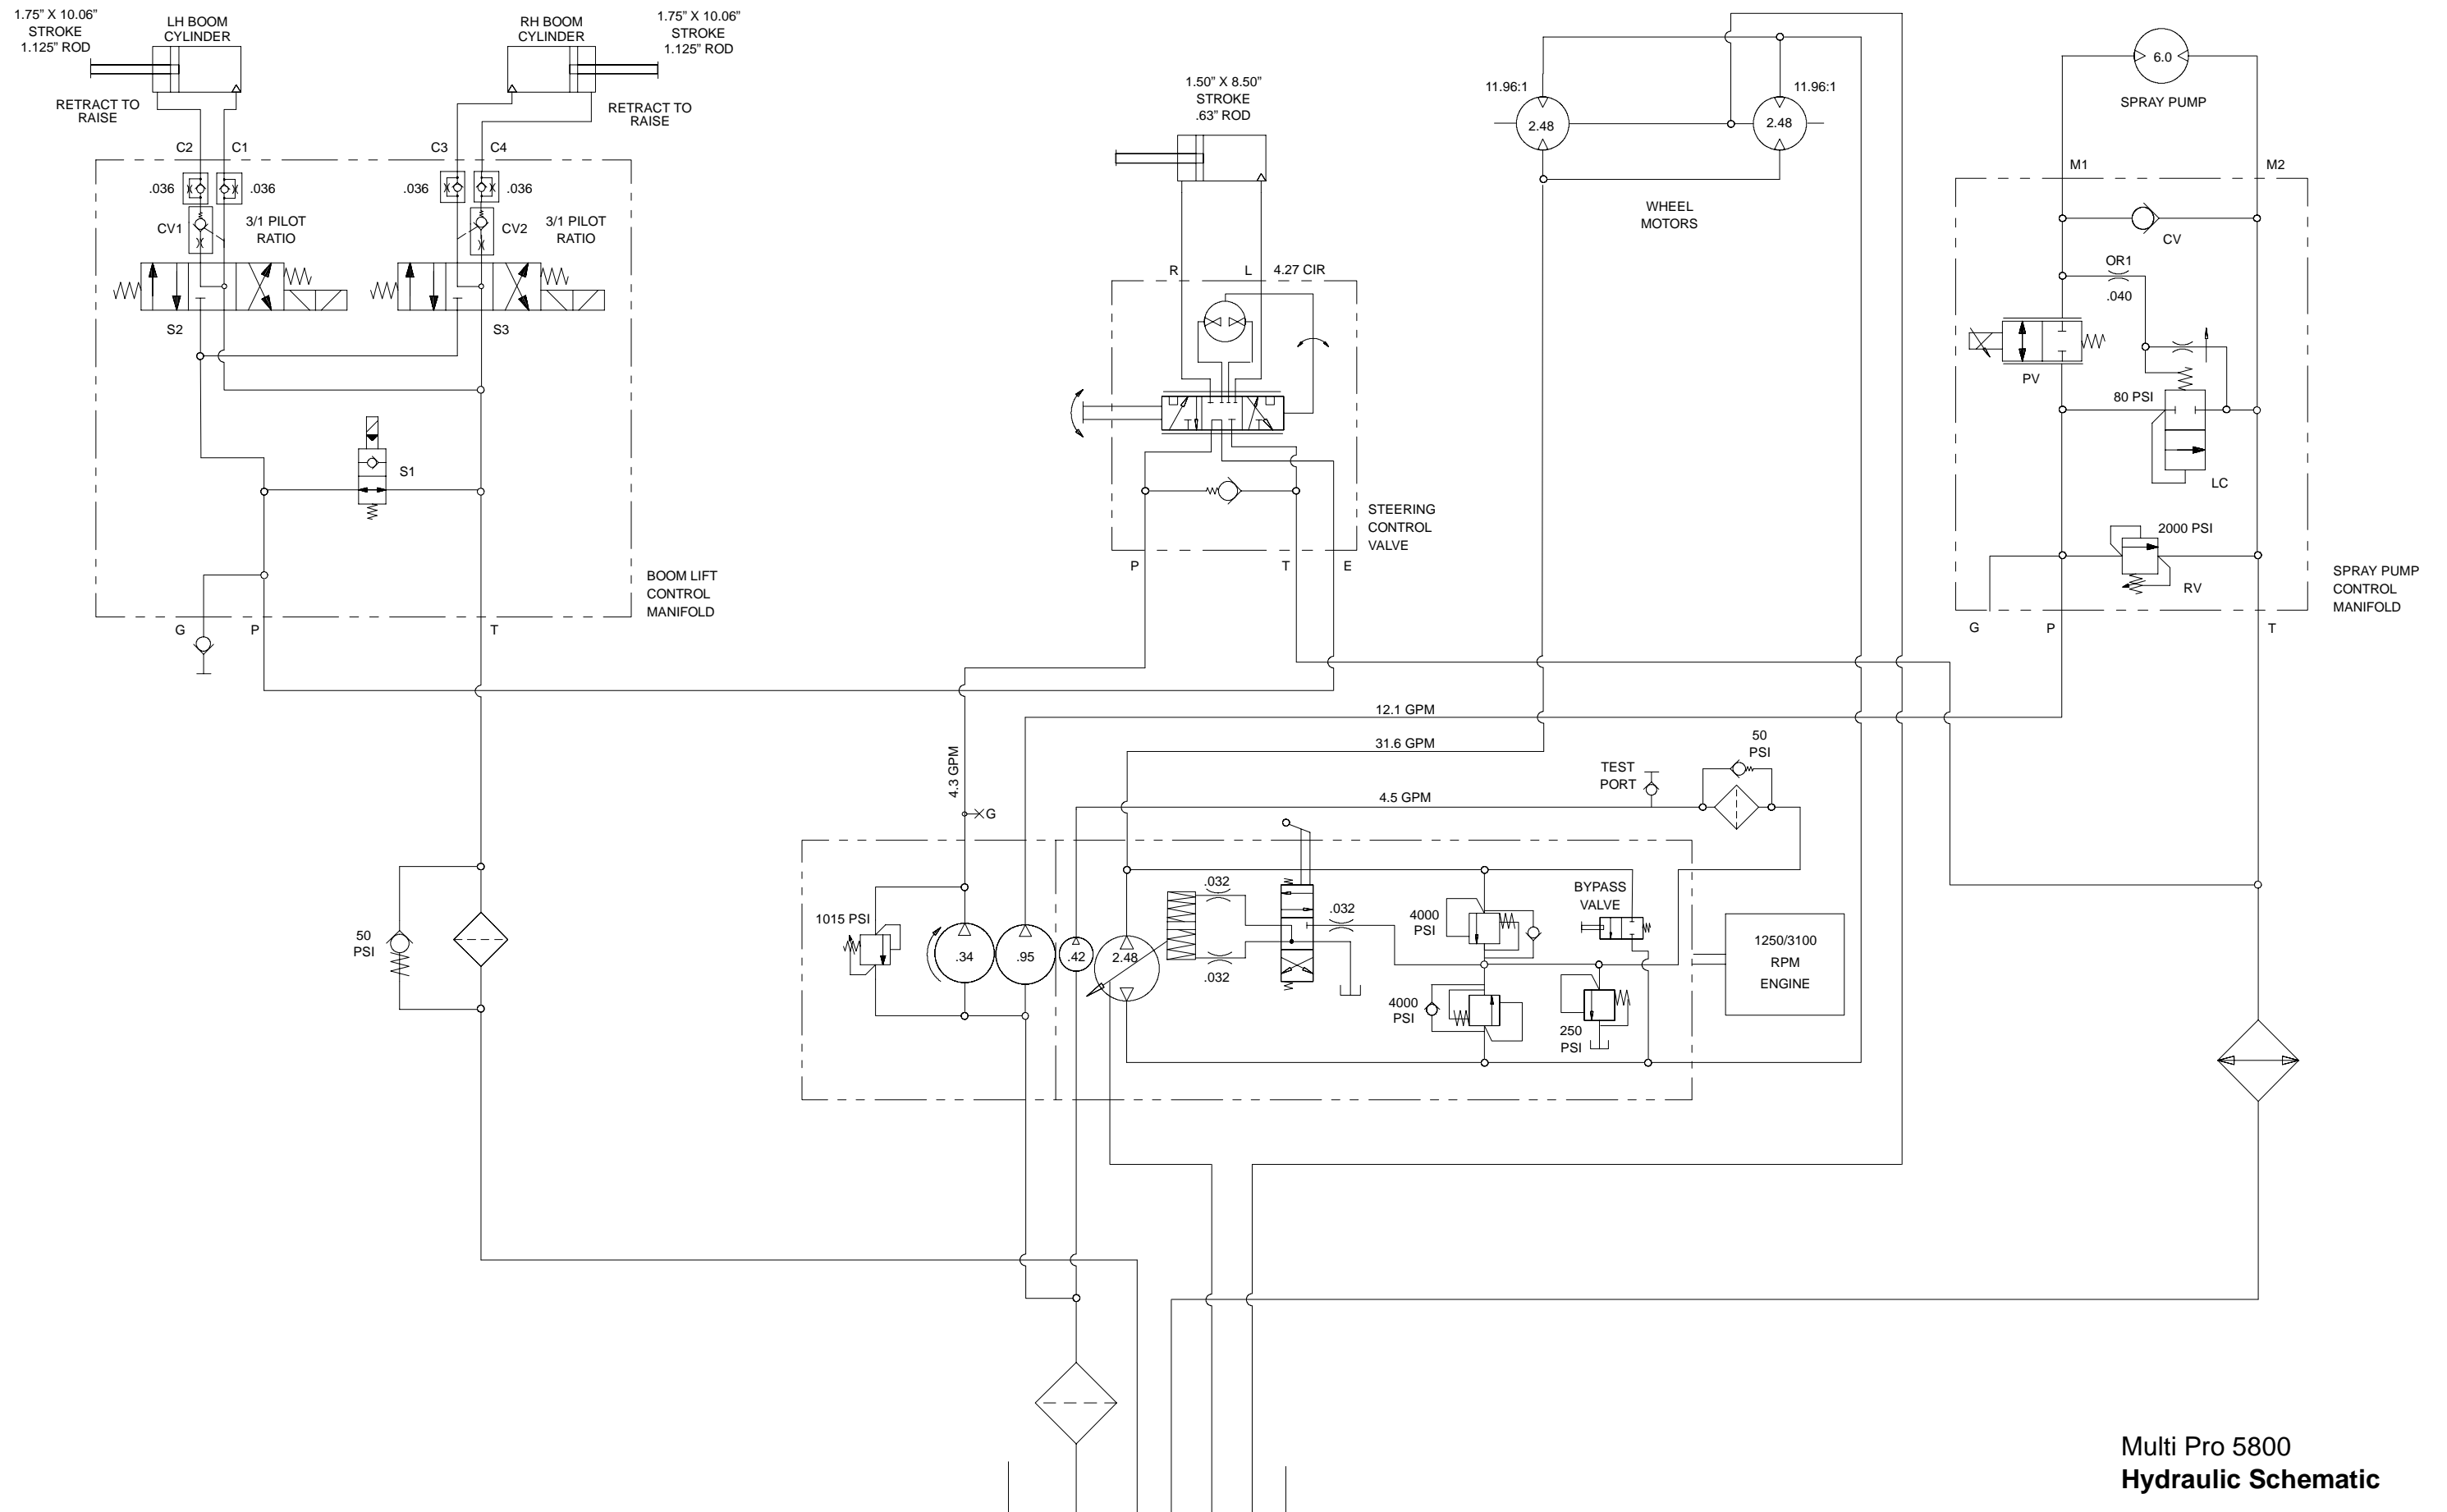 1.75” X 10.06”
STROKE
1.125” ROD
LH BOOM
CYLINDER
RH BOOM
CYLINDER
1.75” X 10.06”
STROKE
1.125” ROD
RETRACT TO
RAISE
RETRACT TO
RAISE
C2
C1
C3
C4
.036
.036
.036
.036
CV1
3/1 PILOT
RATIO
CV2
3/1 PILOT
RATIO
S2
S3
S1
BOOM LIFT
CONTROL
MANIFOLD
G
P
T
1.50” X 8.50”
STROKE
.63” ROD
R
L
4.27 CIR
STEERING
CONTROL
VALVE
P
T
E
11.96:1
11.96:1
2.48
2.48
WHEEL
MOTORS
6.0
SPRAY PUMP
M1
M2
CV
OR1
.040
PV
80 PSI
LC
2000 PSI
RV
SPRAY PUMP
CONTROL
MANIFOLD
G
P
T
12.1 GPM
31.6 GPM
4.3 GPM
4.5 GPM
G
TEST
PORT
50
PSI
50
PSI
1015 PSI
.34
.95
.42
2.48
.032
.032
.032
4000
PSI
4000
PSI
BYPASS
VALVE
250
PSI
1250/3100
RPM
ENGINE
Multi Pro 5800
Hydraulic Schematic